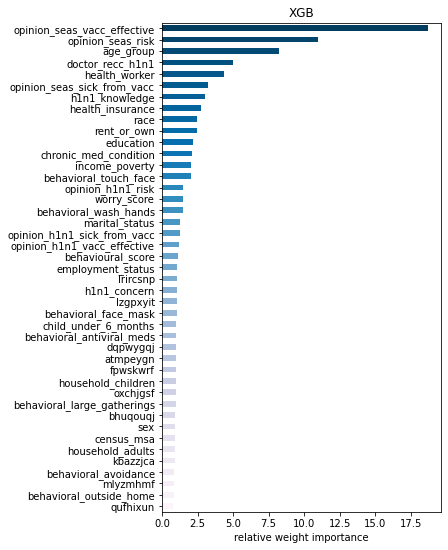 XGB
opinion_seas_vacc_effective
opinion_seas_risk
age_group
doctor_recc_h1n1
health_worker
opinion_seas_sick_from_vacc
h1n1_knowledge
health_insurance
race
rent_or_own
education
chronic_med_condition
income_poverty
behavioral_touch_face
opinion_h1n1_risk
worry_score
behavioral_wash_hands
marital_status
opinion_h1n1_sick_from_vacc
opinion_h1n1_vacc_effective
behavioural_score
employment_status
lrircsnp
h1n1_concern
lzgpxyit
behavioral_face_mask
child_under_6_months
behavioral_antiviral_meds
dqpwygqj
atmpeygn
fpwskwrf
household_children
oxchjgsf
behavioral_large_gatherings
bhuqouqj
sex
census_msa
household_adults
kbazzjca
behavioral_avoidance
mlyzmhmf
behavioral_outside_home
qufhixun
0.0 2.5 5.0 7.5 10.0 12.5 15.0 17.5
relative weight importance